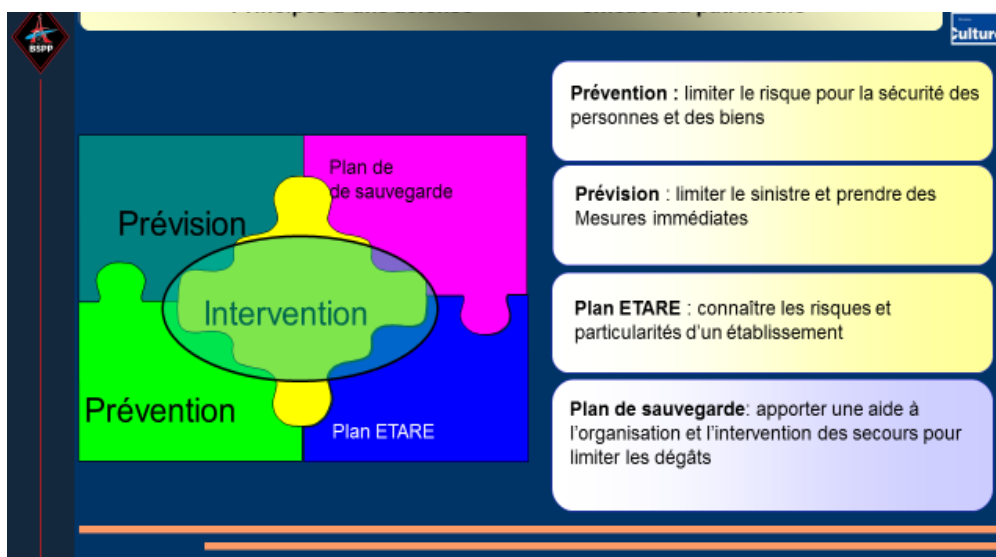 BSPP
Culture
Prévention : limiter le risque pour la sécurité des
personnes et des biens
Plan de
de sauvegarde
Prévision : limiter le sinistre et prendre des
Mesures immédiates
Prévision
Intervention
Plan ETARE : connaître les risques et
particularités d’un établissement
Prévention
Plan ETARE
Plan de sauvegarde: apporter une aide à
l’organisation et l’intervention des secours pour
limiter les dégâts